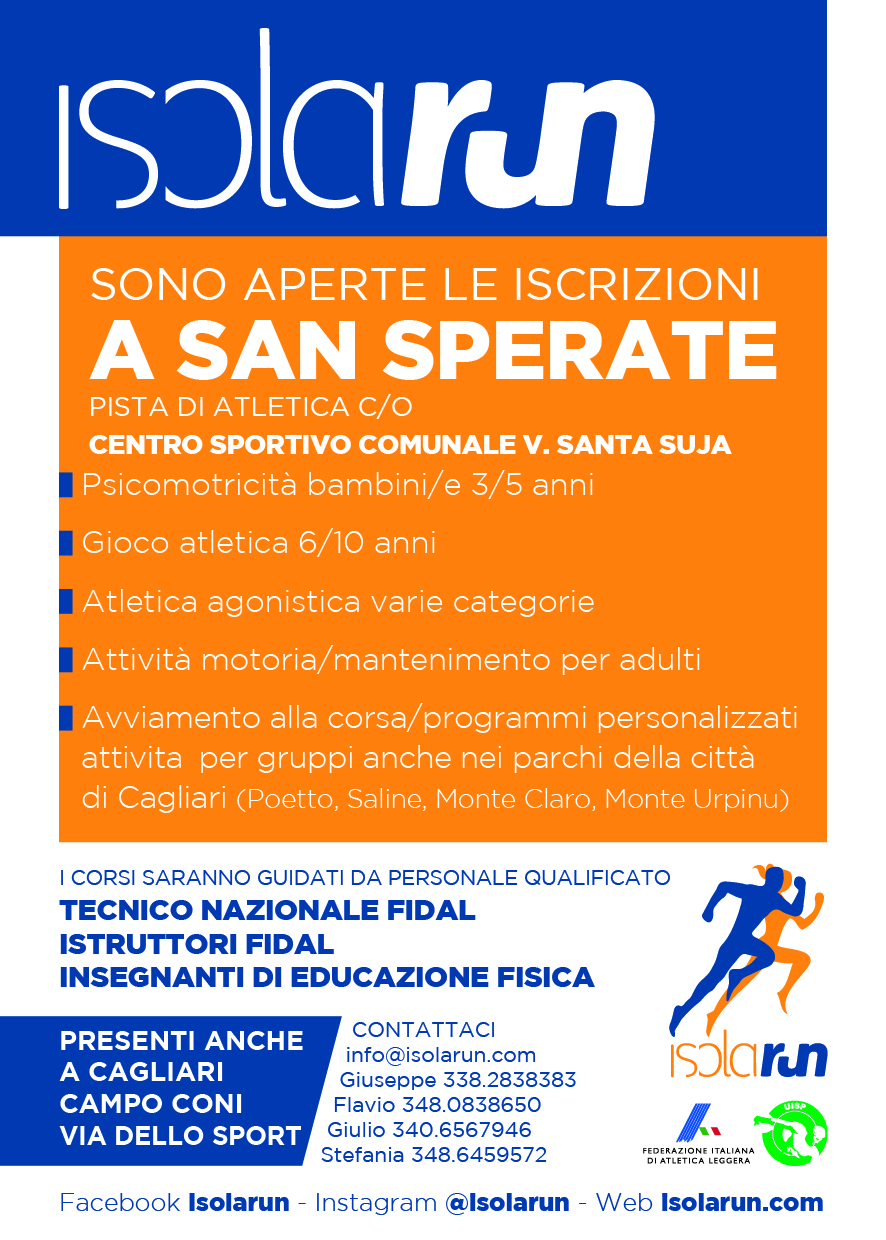 isolarun
SONO APERTE LE ISCRIZIONI
A SAN SPERATE
PISTA DI ATLETICA C/O
CENTRO SPORTIVO COMUNALE V. SANTA SUJA
Psicomotricità bambini/e 3/5 anni
Gioco atletica 6/10 anni
Atletica agonistica varie categorie
Attività motoria/mantenimento per adulti
Avviamento alla corsa/programmi personalizzati
attivita per gruppi anche nei parchi della città
di Cagliari (Poetto, Saline, Monte Claro, Monte Urpinu)
I CORSI SARANNO GUIDATI DA PERSONALE QUALIFICATO
TECNICO NAZIONALE FIDAL
ISTRUTTORI FIDAL
INSEGNANTI DI EDUCAZIONE FISICA
isolarun
PRESENTI ANCHE
A CAGLIARI
CAMPO CONI
VIA DELLO SPORT
CONTATTACI
info@isolarun.com
Giuseppe 338.2838383
Flavio 348.0838650
Giulio 340.6567946
Stefania 348.6459572
FEDERAZIONE ITALIANA
DI ATLETICA LEGGERA
UISP
Facebook Isolarun - Instagram @Isolarun - Web Isolarun.com